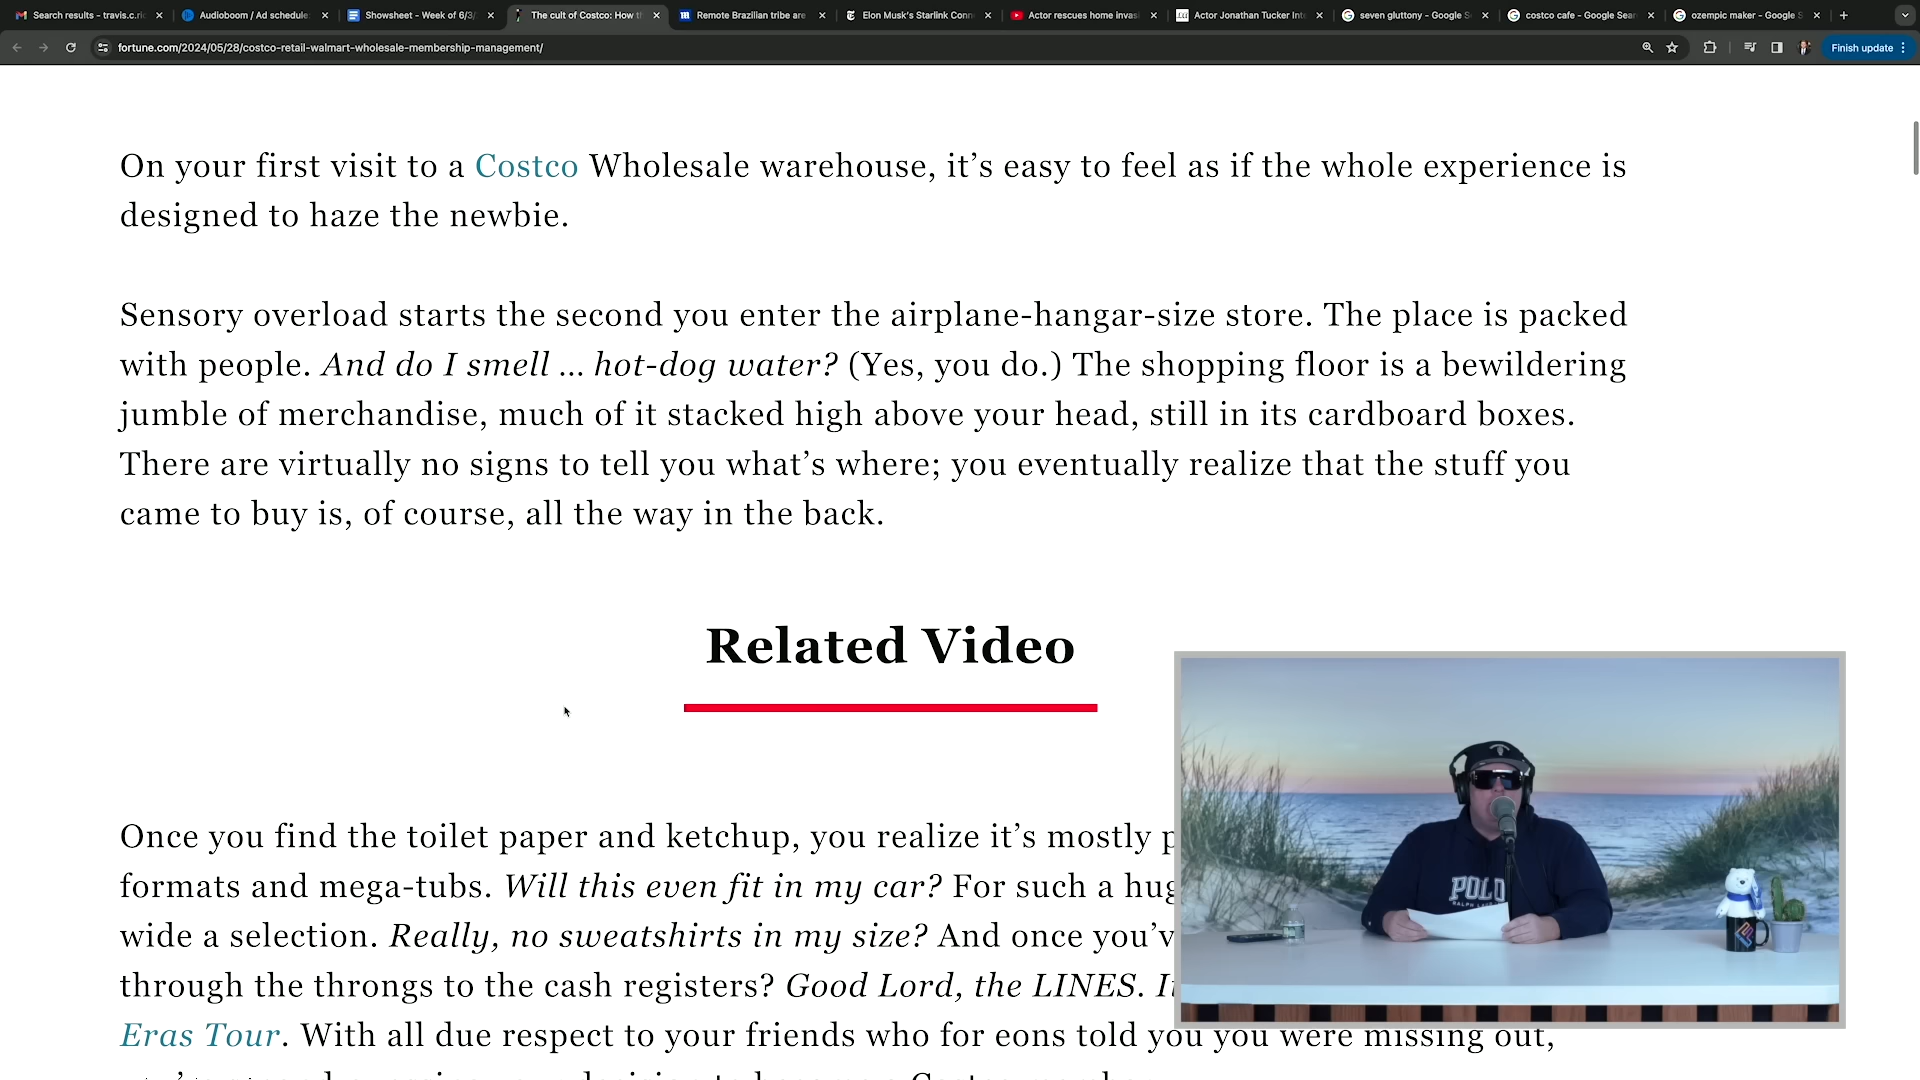 Search results - travis.c.ri
Audioboom / Ad schedule
Showsheet - Week of 6/3/
The cult of Costco: How t
Remote Brazilian tribe are
Elon Musk's Starlink Conn
Actor rescues home invas
Actor Jonathan Tucker Int
seven gluttony - Google S
costco cafe - Google Sear
ozempic maker - Google S
fortune.com/2024/05/28/costco-retail-walmart-wholesale-membership-management/
Finish update
On your first visit to a Costco Wholesale warehouse, it’s easy to feel as if the whole experience is
designed to haze the newbie.
Sensory overload starts the second you enter the airplane-hangar-size store. The place is packed
with people. And do I smell … hot-dog water? (Yes, you do.) The shopping floor is a bewildering
jumble of merchandise, much of it stacked high above your head, still in its cardboard boxes.
There are virtually no signs to tell you what’s where; you eventually realize that the stuff you
came to buy is, of course, all the way in the back.
Related Video
Once you find the toilet paper and ketchup, you realize it’s mostly p
formats and mega-tubs. Will this even fit in my car? For such a hug
wide a selection. Really, no sweatshirts in my size? And once you’v
through the throngs to the cash registers? Good Lord, the LINES. I
Eras Tour. With all due respect to your friends who for eons told you you were missing out,
POLO
RALPH LAUREN